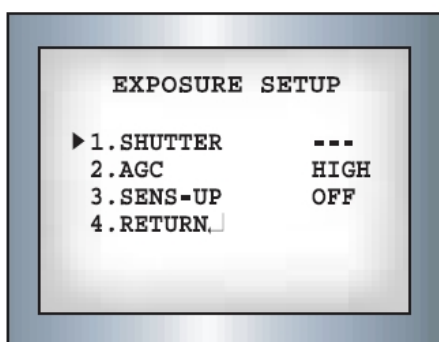 EXPOSURE SETUP
▶1.SHUTTER ---
2.AGC HIGH
3.SENS-UP OFF
4.RETURN↵